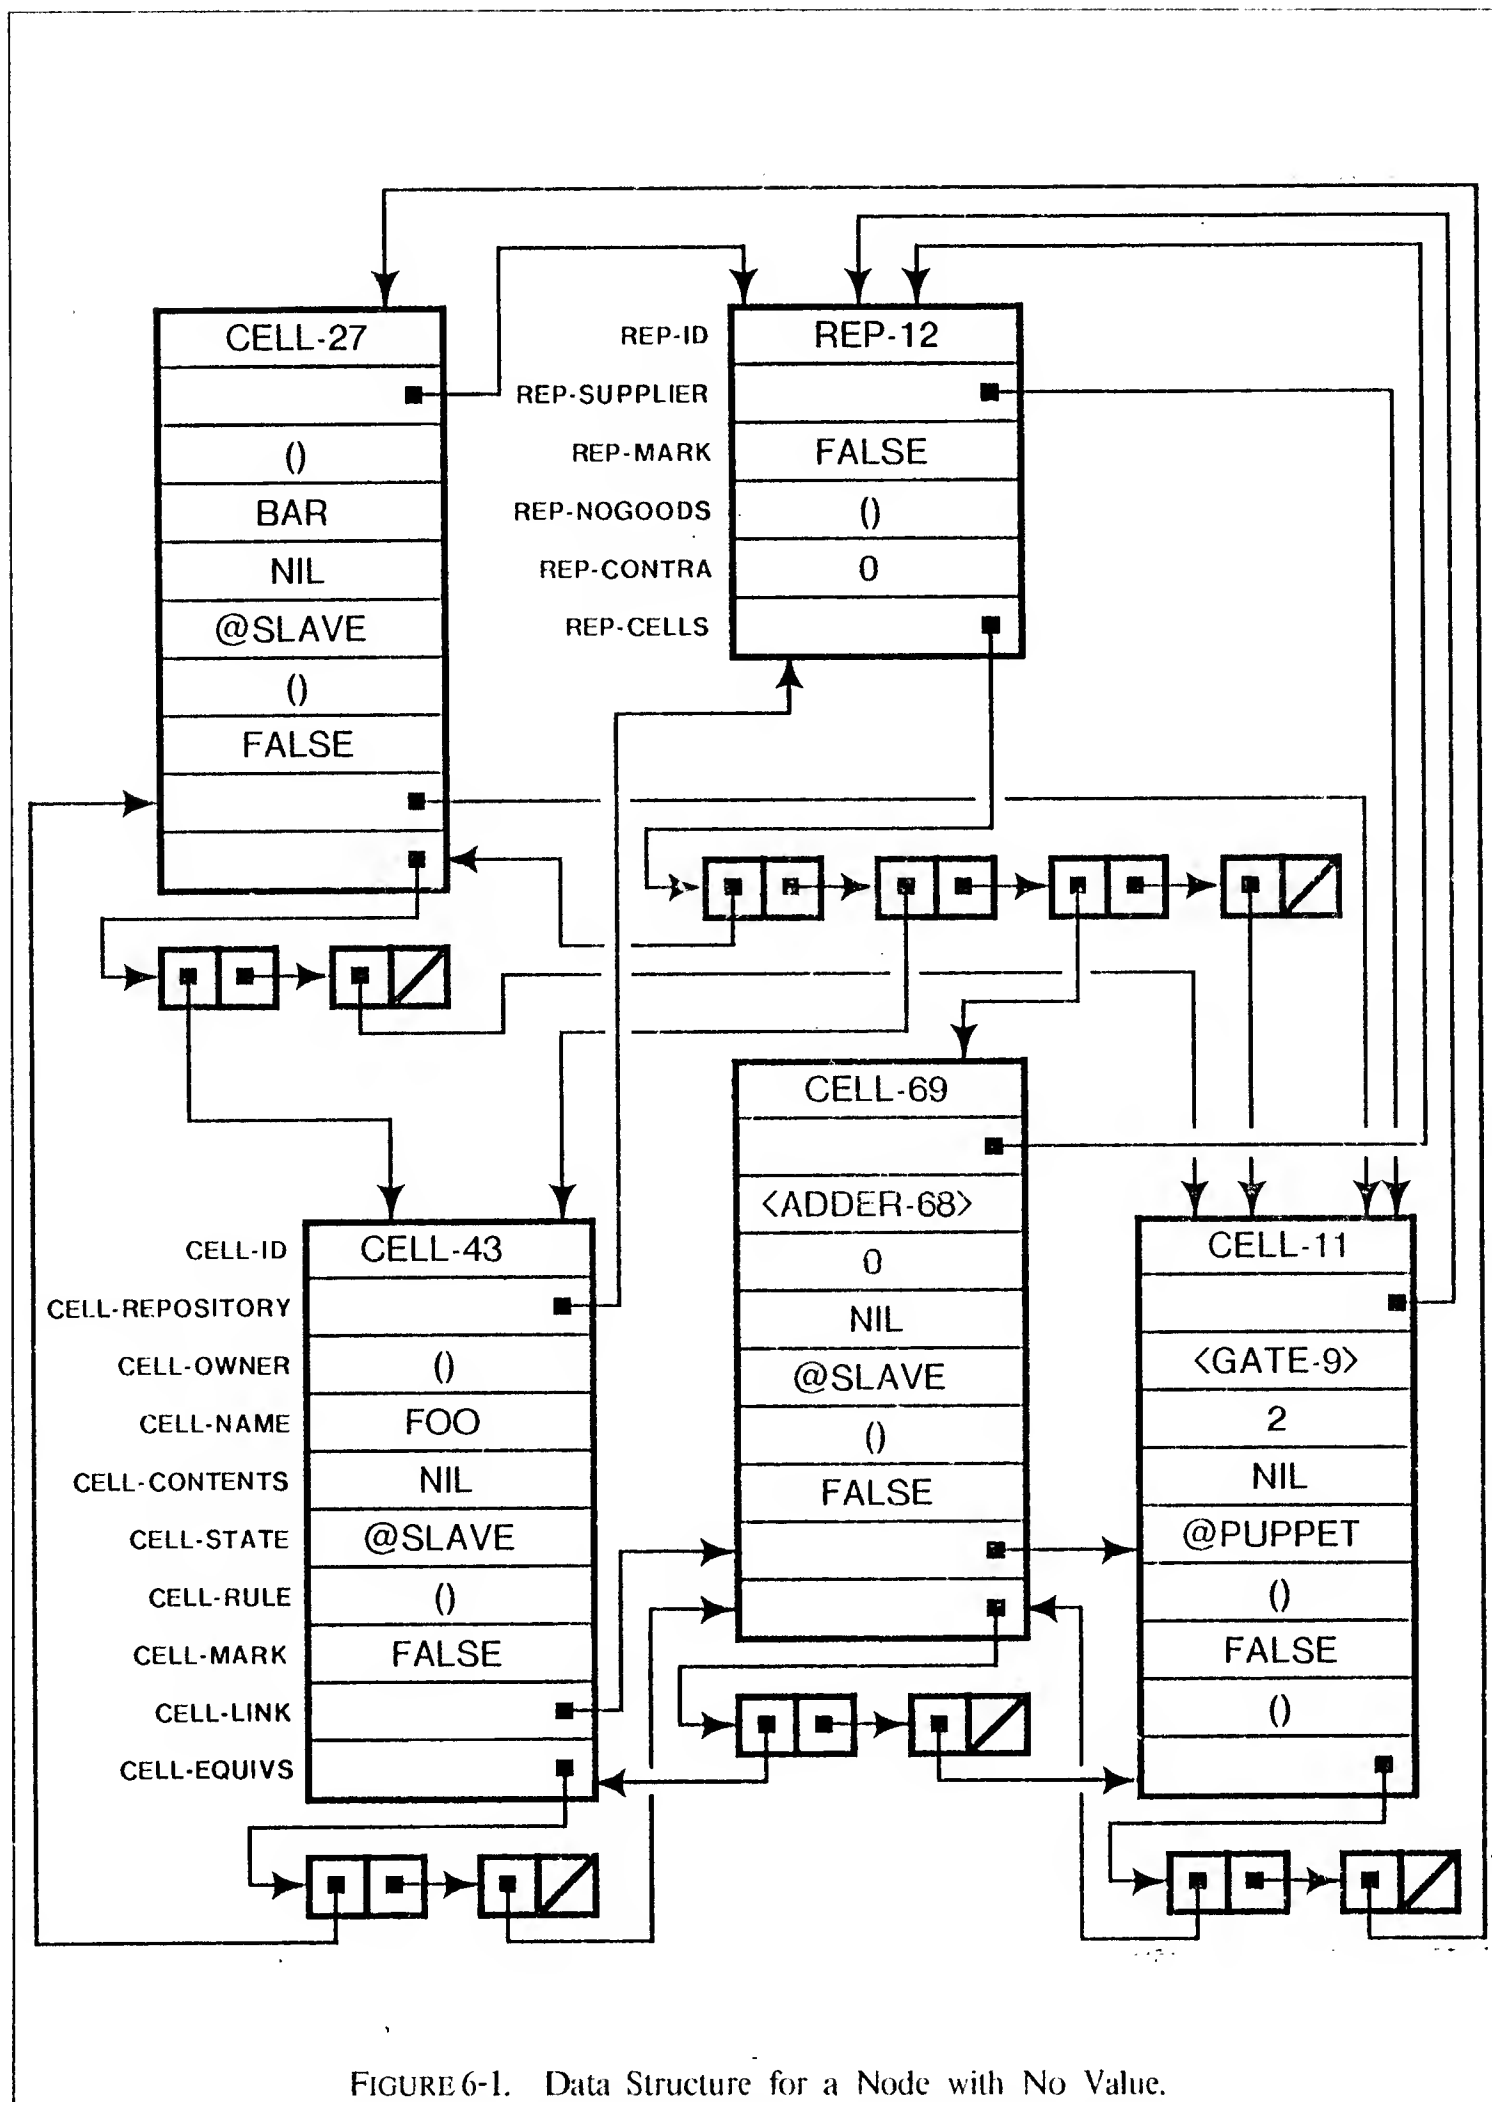 CELL-27
()
BAR
NIL
@SLAVE
()
FALSE
REP-ID REP-12
REP-SUPPLIER
REP-MARK FALSE
REP-NOGOODS ()
REP-CONTRA 0
REP-CELLS
CELL-ID CELL-43
CELL-REPOSITORY
CELL-OWNER ()
CELL-NAME FOO
CELL-CONTENTS NIL
CELL-STATE @SLAVE
CELL-RULE ()
CELL-MARK FALSE
CELL-LINK
CELL-EQUIVS
CELL-69
<ADDER-68>
0
NIL
@SLAVE
()
FALSE
CELL-11
<GATE-9>
2
NIL
@PUPPET
()
FALSE
()
FIGURE 6-1. Data Structure for a Node with No Value.